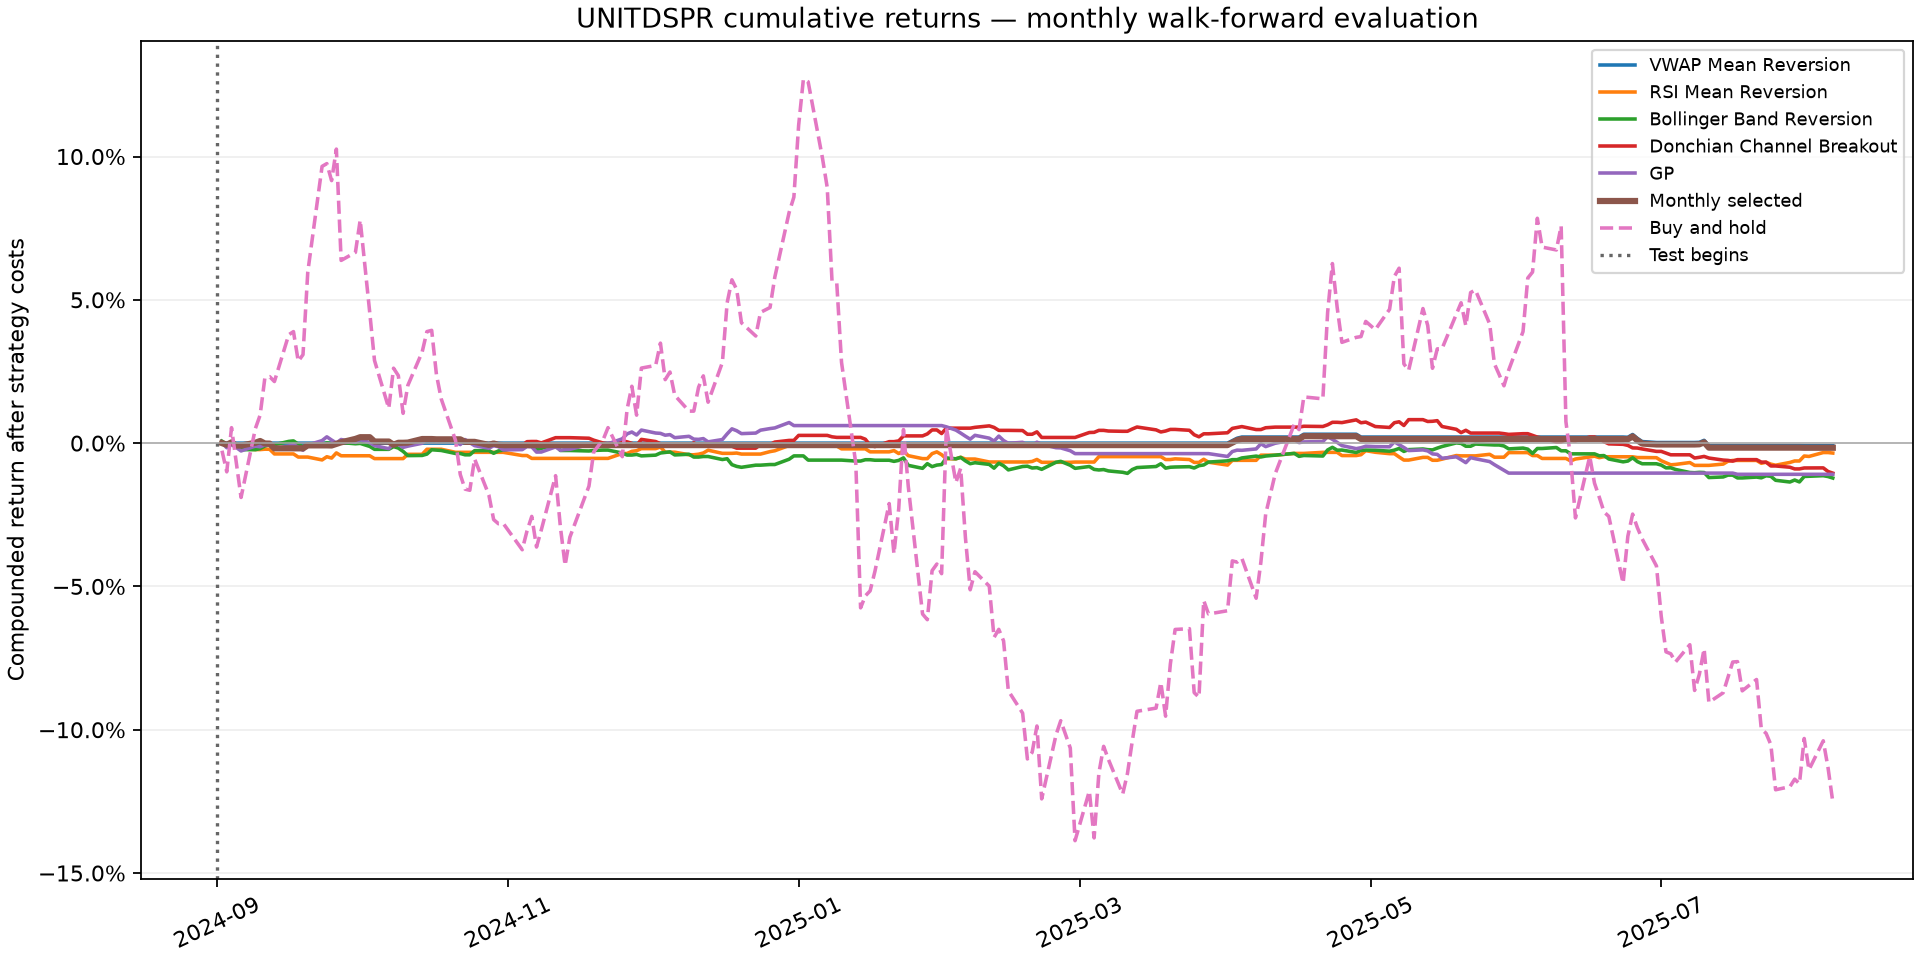 UNITDSPR cumulative returns — monthly walk-forward evaluation
Compounded return after strategy costs
10.0%
5.0%
0.0%
−5.0%
−10.0%
−15.0%
VWAP Mean Reversion
RSI Mean Reversion
Bollinger Band Reversion
Donchian Channel Breakout
GP
Monthly selected
Buy and hold
Test begins
2024-09
2024-11
2025-01
2025-03
2025-05
2025-07